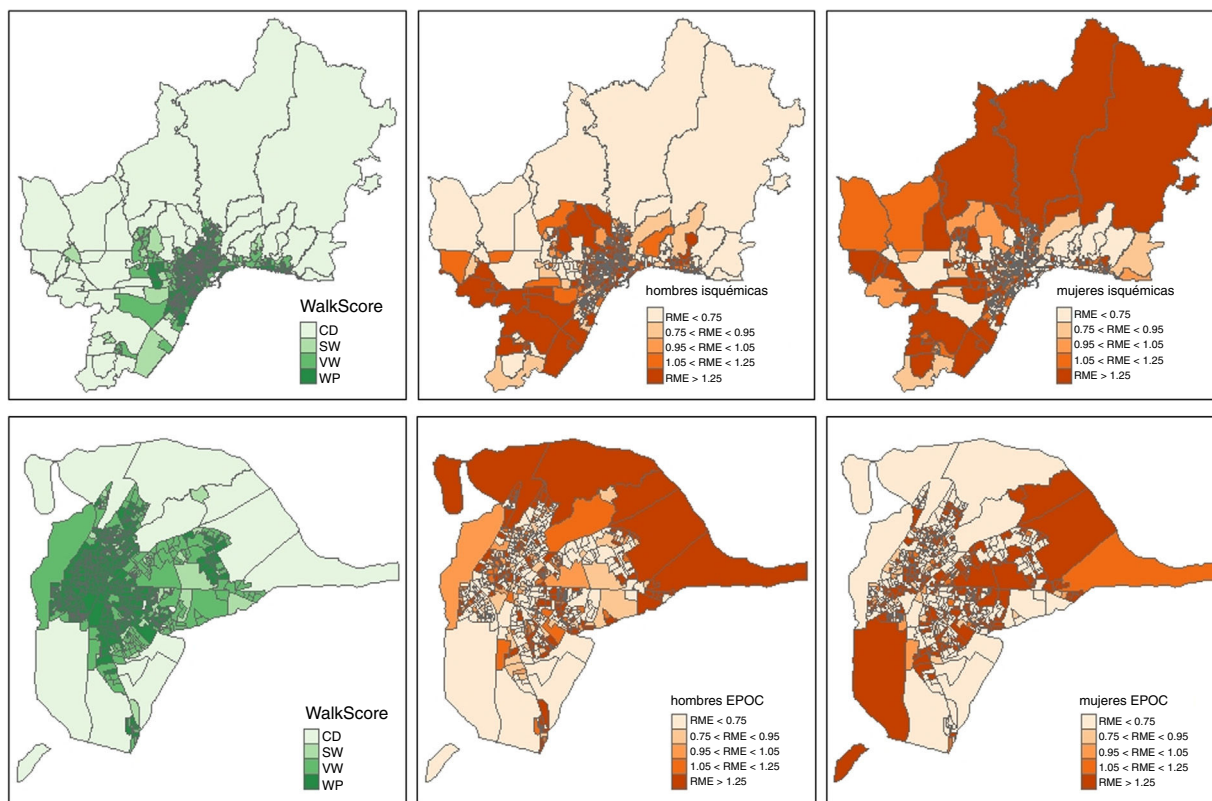 WalkScore
CD
SW
VW
WP
hombres isquémicas
RME < 0.75
0.75 < RME < 0.95
0.95 < RME < 1.05
1.05 < RME < 1.25
RME > 1.25
mujeres isquémicas
RME < 0.75
0.75 < RME < 0.95
0.95 < RME < 1.05
1.05 < RME < 1.25
RME > 1.25
WalkScore
CD
SW
VW
WP
hombres EPOC
RME < 0.75
0.75 < RME < 0.95
0.95 < RME < 1.05
1.05 < RME < 1.25
RME > 1.25
mujeres EPOC
RME < 0.75
0.75 < RME < 0.95
0.95 < RME < 1.05
1.05 < RME < 1.25
RME > 1.25